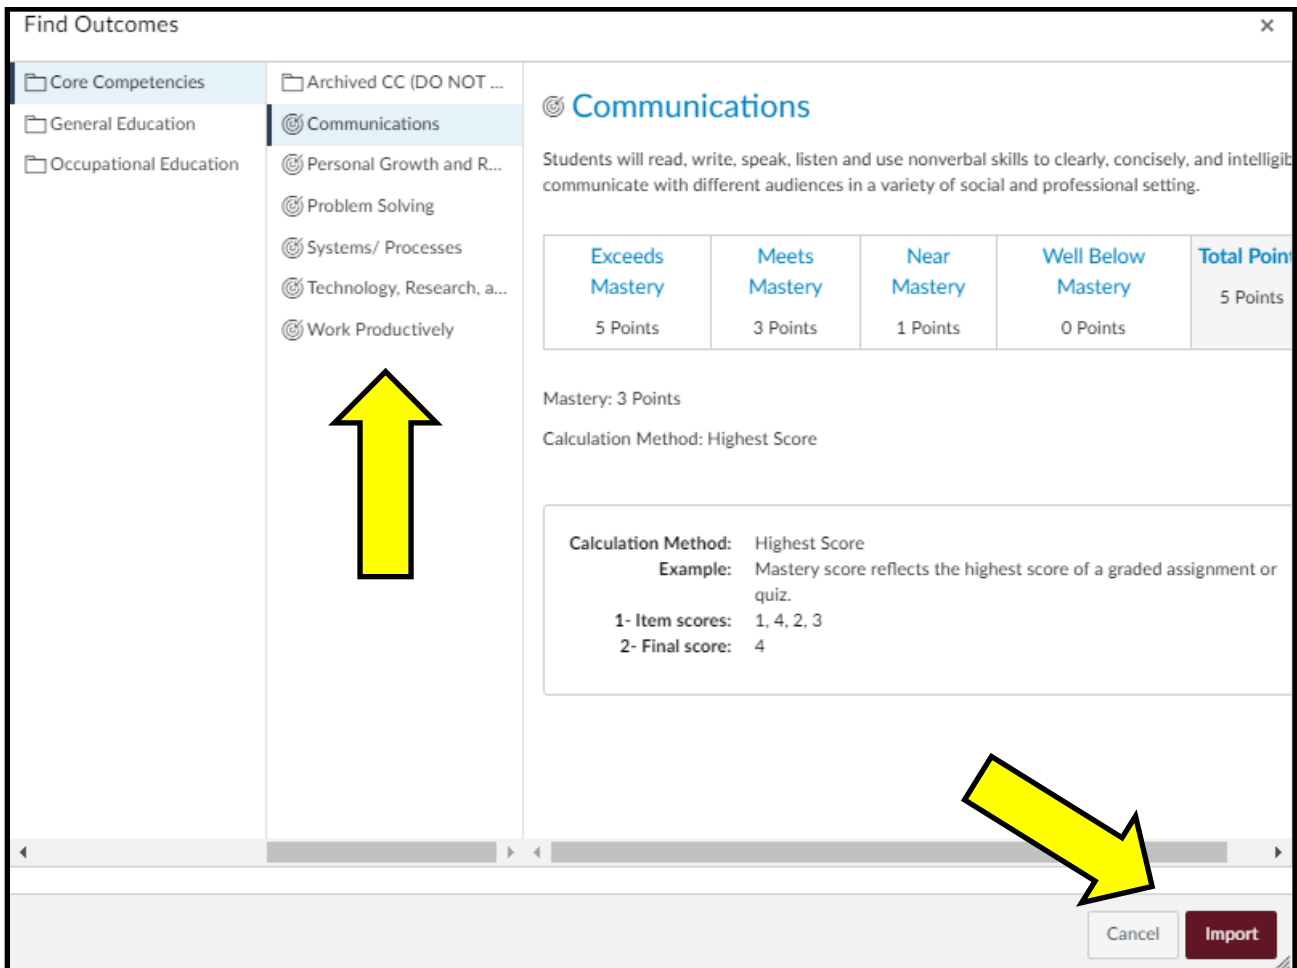 Find Outcomes
×
Core Competencies
General Education
Occupational Education
Archived CC (DO NOT ...
Communications
Personal Growth and R...
Problem Solving
Systems/ Processes
Technology, Research, a...
Work Productively
Communications
Students will read, write, speak, listen and use nonverbal skills to clearly, concisely, and intelligib
communicate with different audiences in a variety of social and professional setting.
Exceeds Mastery
5 Points
Meets Mastery
3 Points
Near Mastery
1 Points
Well Below Mastery
0 Points
Total Poin
5 Points
Mastery: 3 Points
Calculation Method: Highest Score
Calculation Method: Highest Score
Example: Mastery score reflects the highest score of a graded assignment or
quiz.
1- Item scores: 1, 4, 2, 3
2- Final score: 4
Cancel
Import